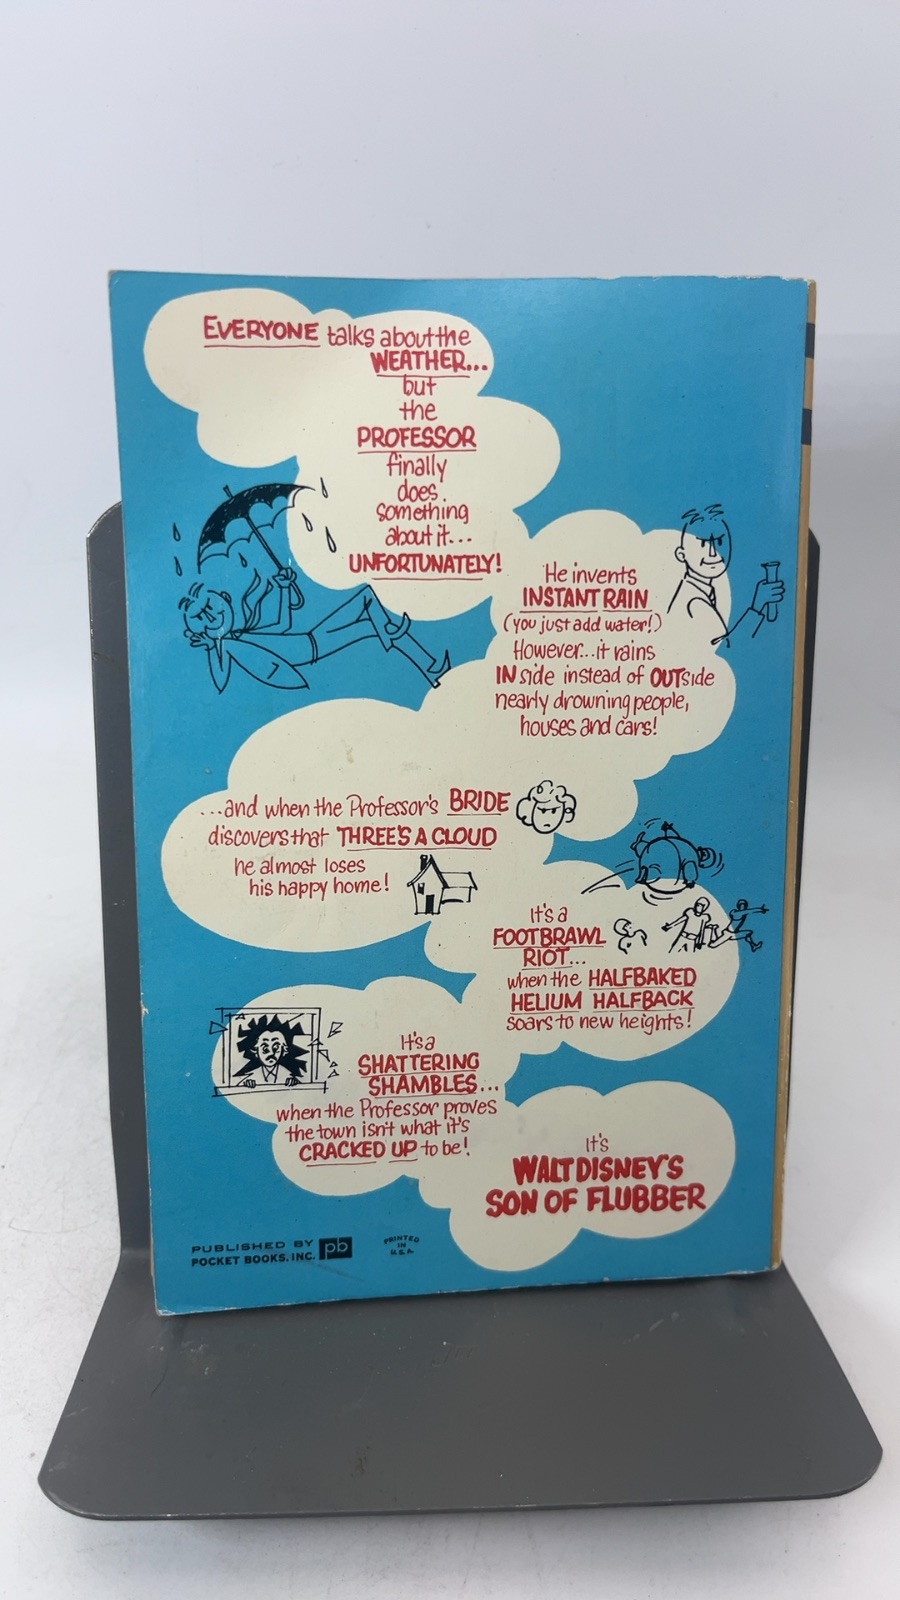 EVERYONE talks about the
WEATHER...
but
the
PROFESSOR
finally
does
something
about it...
UNFORTUNATELY!
He invents
INSTANT RAIN
(you just add water!)
However...it rains
INside instead of OUTside
nearly drowning people,
houses and cars!
...and when the Professor's BRIDE
discovers that THREE'S A CLOUD
he almost loses
his happy home!
It's a
FOOTBRAWL
RIOT...
when the HALFBAKED
HELIUM HALFBACK
soars to new heights!
It's a
SHATTERING
SHAMBLES...
when the Professor proves
the town isn't what it's
CRACKED UP to be!
It's
WALT DISNEY'S
SON OF FLUBBER
PUBLISHED BY
POCKET BOOKS, INC.
pb
PRINTED
IN
U.S.A.